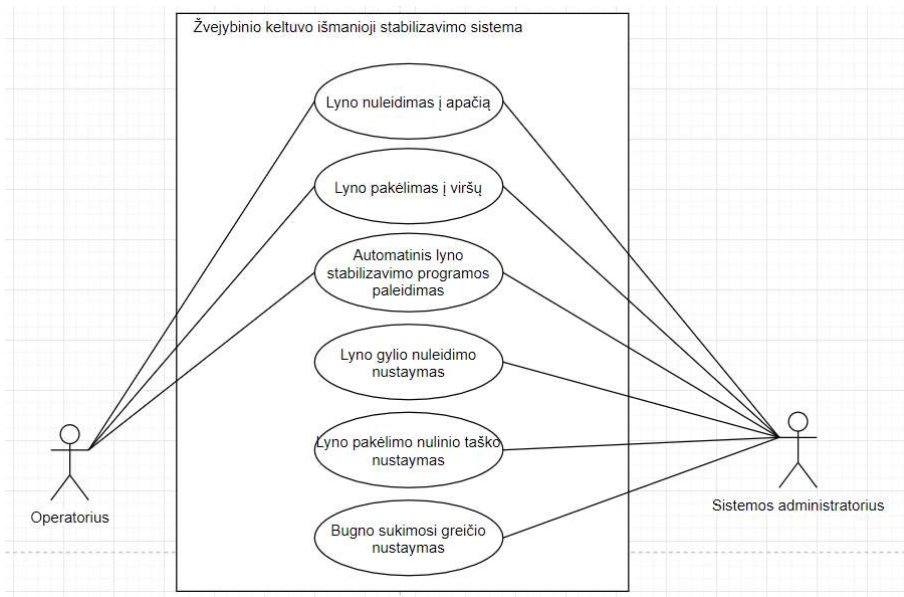 Žvejybinio keltuvo išmanioji stabilizavimo sistema
Lyno nuleidimas į apačią
Lyno pakėlimas į viršų
Automatinis lyno
stabilizavimo programos
paleidimas
Lyno gylio nuleidimo
nustaymas
Lyno pakėlimo nulinio taško
nustaymas
Bugno sukimosi greičio
nustaymas
Operatorius
Sistemos administratorius